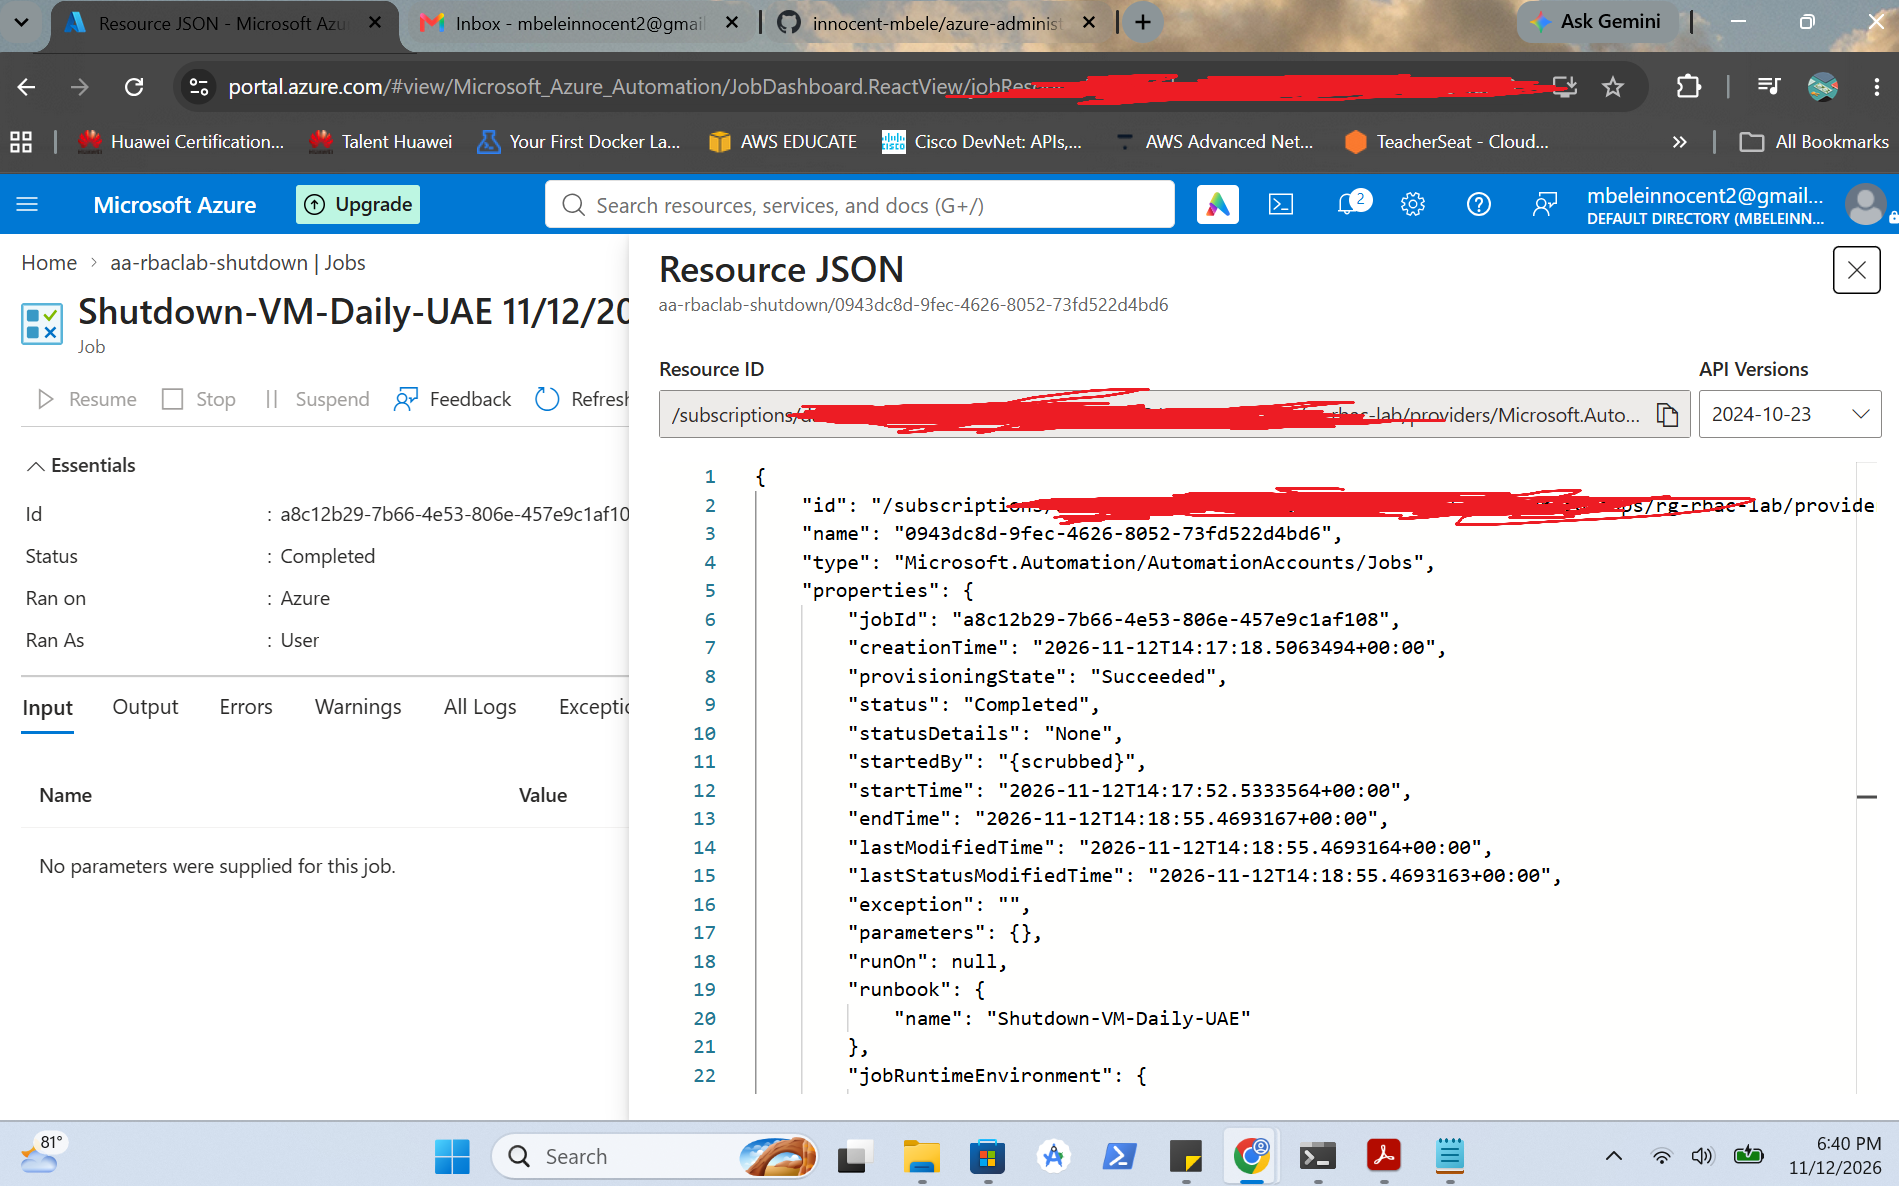 Resource JSON - Microsoft Azu
Inbox - mbeleinnocent2@gmail
innocent-mbele/azure-administ
Ask Gemini
portal.azure.com/#view/Microsoft_Azure_Automation/JobDashboard.ReactView/jobRes
Huawei Certification...
Talent Huawei
Your First Docker La...
AWS EDUCATE
Cisco DevNet: APIs,...
AWS Advanced Net...
TeacherSeat - Cloud...
All Bookmarks
Microsoft Azure
Upgrade
Search resources, services, and docs (G+/)
2
mbeleinnocent2@gmail...
DEFAULT DIRECTORY (MBELEINN...
Home > aa-rbaclab-shutdown | Jobs
Shutdown-VM-Daily-UAE 11/12/20
Job
Resume
Stop
Suspend
Feedback
Refresh
Essentials
Id : a8c12b29-7b66-4e53-806e-457e9c1af10
Status : Completed
Ran on : Azure
Ran As : User
Input
Output
Errors
Warnings
All Logs
Exceptio
Name
Value
No parameters were supplied for this job.
Resource JSON
aa-rbaclab-shutdown/0943dc8d-9fec-4626-8052-73fd522d4bd6
Resource ID
API Versions
/subscriptions/ -lab/providers/Microsoft.Auto...
2024-10-23
1 {
2 "id": "/subscriptions/ /rg-rbac-lab/provide
3 "name": "0943dc8d-9fec-4626-8052-73fd522d4bd6",
4 "type": "Microsoft.Automation/AutomationAccounts/Jobs",
5 "properties": {
6 "jobId": "a8c12b29-7b66-4e53-806e-457e9c1af108",
7 "creationTime": "2026-11-12T14:17:18.5063494+00:00",
8 "provisioningState": "Succeeded",
9 "status": "Completed",
10 "statusDetails": "None",
11 "startedBy": "{scrubbed}",
12 "startTime": "2026-11-12T14:17:52.5333564+00:00",
13 "endTime": "2026-11-12T14:18:55.4693167+00:00",
14 "lastModifiedTime": "2026-11-12T14:18:55.4693164+00:00",
15 "lastStatusModifiedTime": "2026-11-12T14:18:55.4693163+00:00",
16 "exception": "",
17 "parameters": {},
18 "runOn": null,
19 "runbook": {
20 "name": "Shutdown-VM-Daily-UAE"
21 },
22 "jobRuntimeEnvironment": {
81°
Search
6:40 PM
11/12/2026